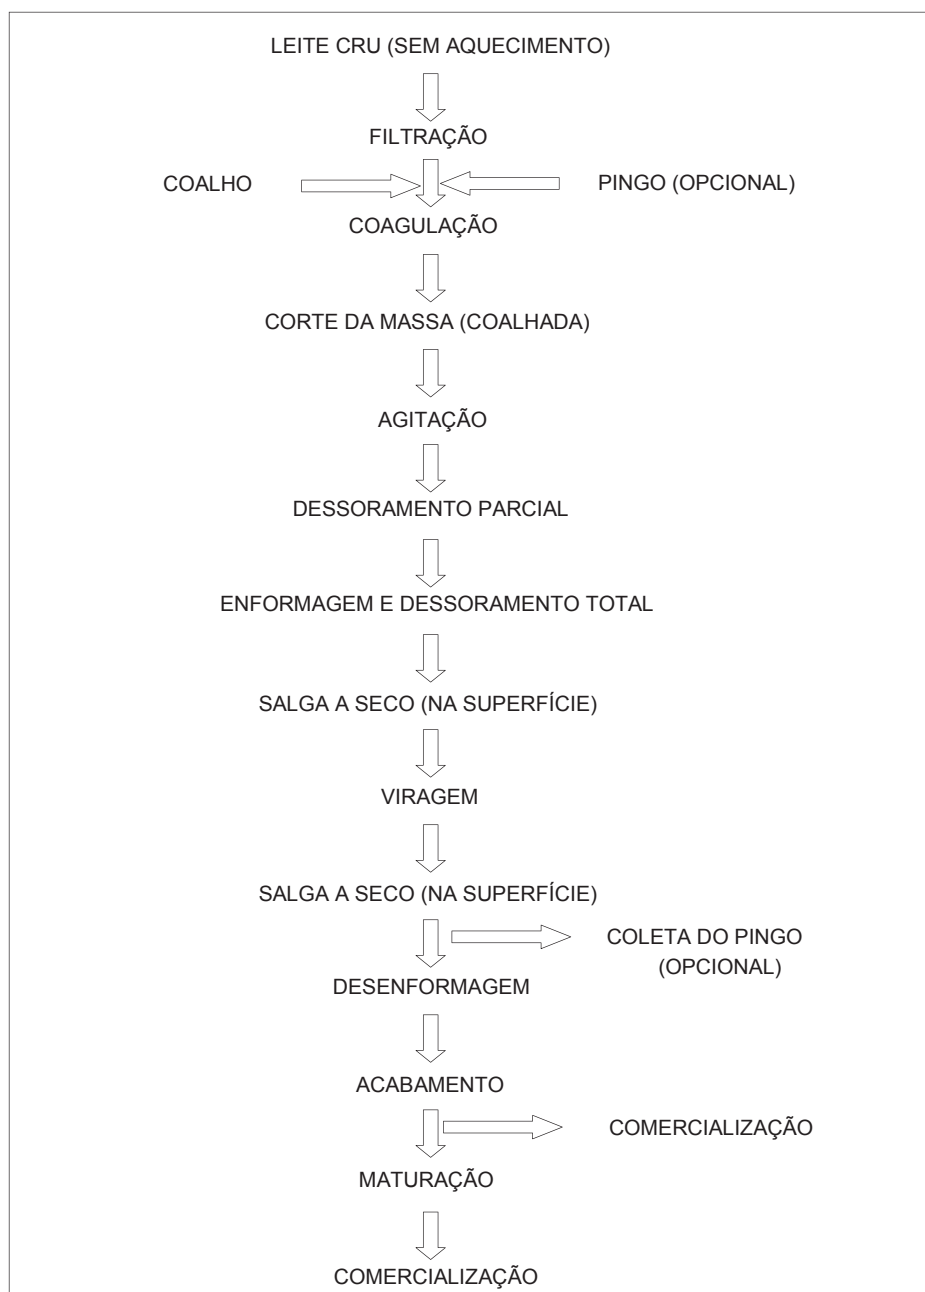 LEITE CRU (SEM AQUECIMENTO)
FILTRAÇÃO
COALHO
PINGO (OPCIONAL)
COAGULAÇÃO
CORTE DA MASSA (COALHADA)
AGITAÇÃO
DESSORAMENTO PARCIAL
ENFORMAGEM E DESSORAMENTO TOTAL
SALGA A SECO (NA SUPERFÍCIE)
VIRAGEM
SALGA A SECO (NA SUPERFÍCIE)
COLETA DO PINGO
(OPCIONAL)
DESENFORMAGEM
ACABAMENTO
COMERCIALIZAÇÃO
MATURAÇÃO
COMERCIALIZAÇÃO